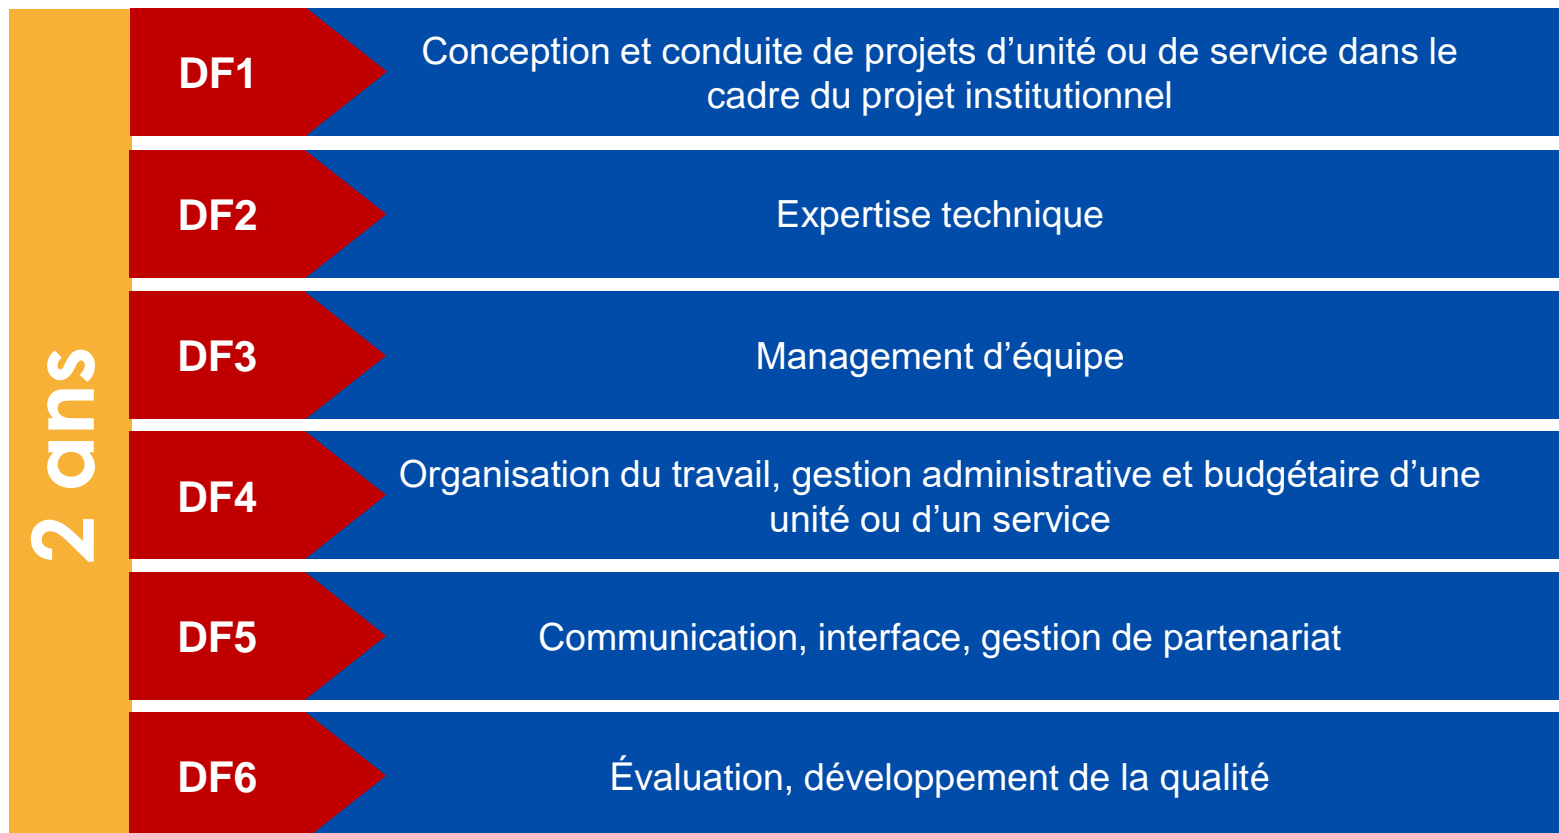 2 ans
DF1
Conception et conduite de projets d’unité ou de service dans le
cadre du projet institutionnel
DF2
Expertise technique
DF3
Management d’équipe
DF4
Organisation du travail, gestion administrative et budgétaire d’une
unité ou d’un service
DF5
Communication, interface, gestion de partenariat
DF6
Évaluation, développement de la qualité